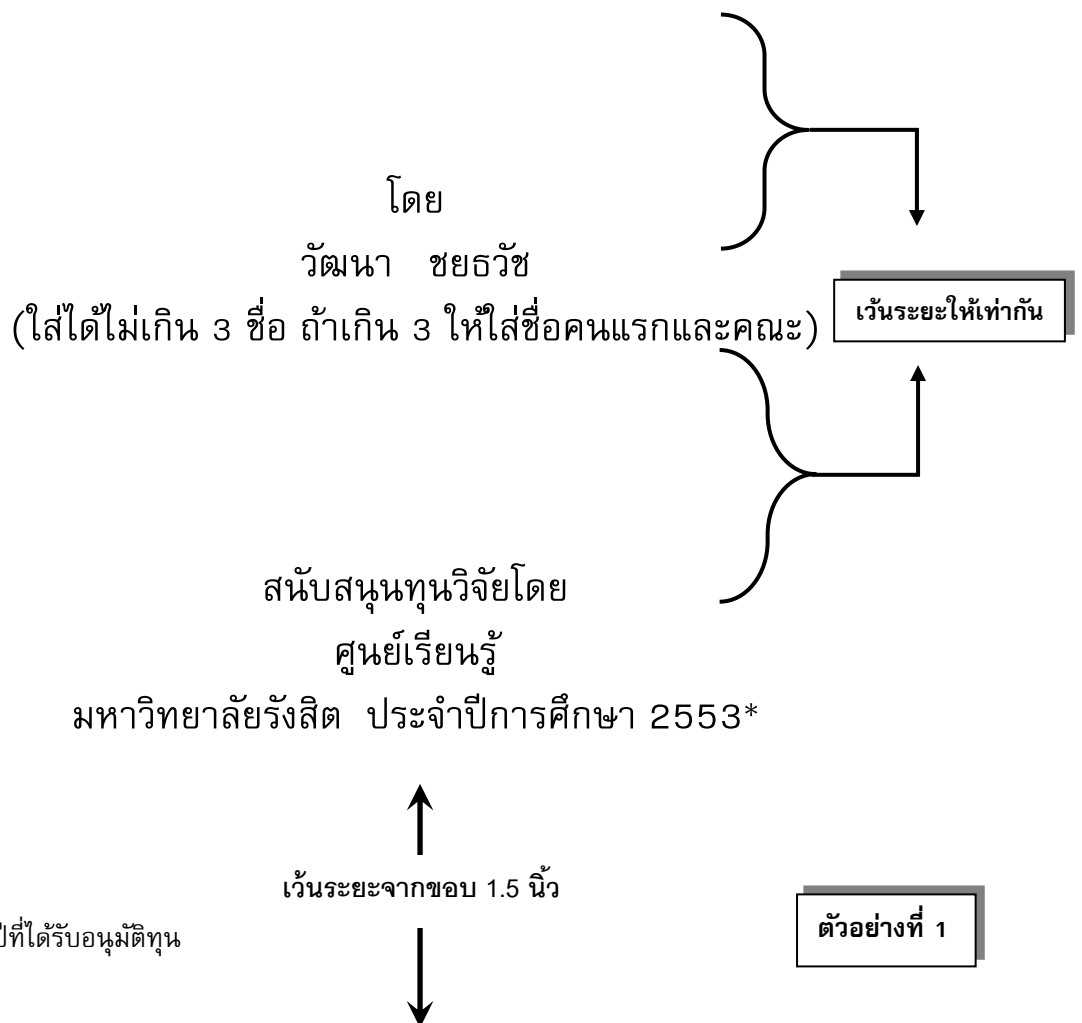 โดย
วัฒนา ชยธวัช
(ใส่ได้ไม่เกิน 3 ชื่อ ถ้าเกิน 3 ให้ใส่ชื่อคนแรกและคณะ)
เว้นระยะให้เท่ากัน
สนับสนุนทุนวิจัยโดย
ศูนย์เรียนรู้
มหาวิทยาลัยรังสิต ประจำปีการศึกษา 2553*
เว้นระยะจากขอบ 1.5 นิ้ว
ปีที่ได้รับอนุมัติทุน
ตัวอย่างที่ 1